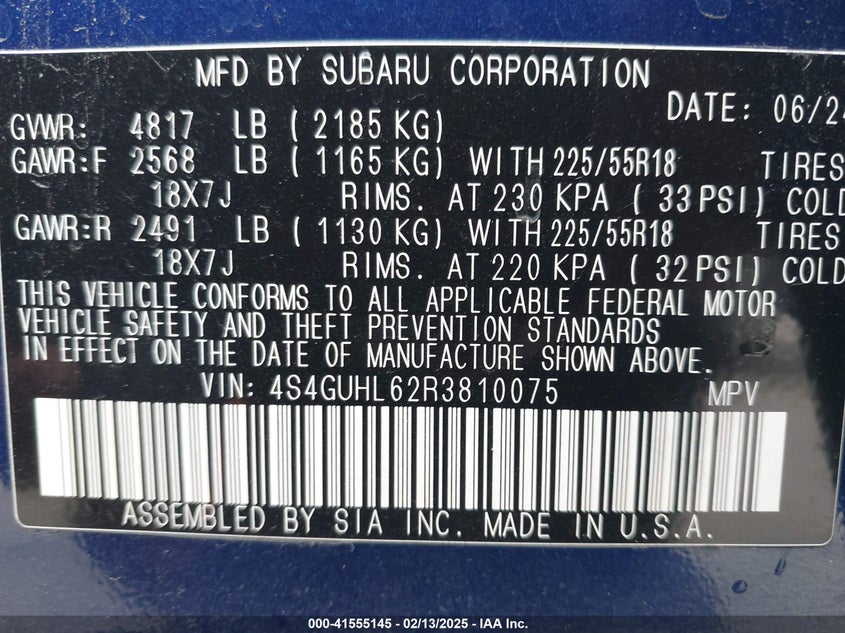 MFD BY SUBARU CORPORATION
DATE: 06/24
GVWR: 4817 LB ( 2185 KG)
GAWR:F 2568 LB ( 1165 KG) WITH 225/55R18 TIRES
18X7J RIMS. AT 230 KPA ( 33 PSI) COLD
GAWR:R 2491 LB ( 1130 KG) WITH 225/55R18 TIRES
18X7J RIMS. AT 220 KPA ( 32 PSI) COLD
THIS VEHICLE CONFORMS TO ALL APPLICABLE FEDERAL MOTOR
VEHICLE SAFETY AND THEFT PREVENTION STANDARDS
IN EFFECT ON THE DATE OF MANUFACTURE SHOWN ABOVE.
VIN: 4S4GUHL62R3810075 MPV
ASSEMBLED BY SIA INC. MADE IN U.S.A.
000-41555145 - 02/13/2025 - IAA Inc.